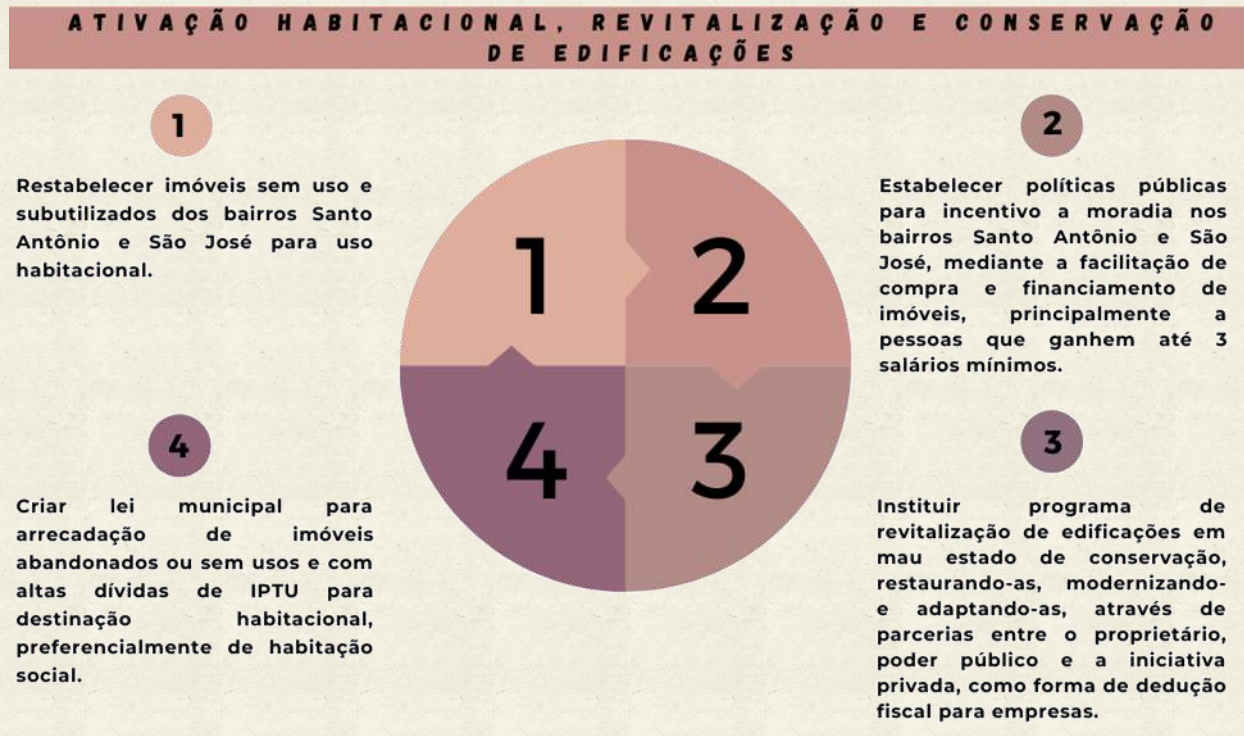 ATIVAÇÃO HABITACIONAL, REVITALIZAÇÃO E CONSERVAÇÃO
DE EDIFICAÇÕES
1
Restabelecer imóveis sem uso e
subutilizados dos bairros Santo
Antônio e São José para uso
habitacional.
2
Estabelecer políticas públicas
para incentivo a moradia nos
bairros Santo Antônio e São
José, mediante a facilitação de
compra e financiamento de
imóveis, principalmente a
pessoas que ganhem até 3
salários mínimos.
1
2
4
3
4
Criar lei municipal para
arrecadação de imóveis
abandonados ou sem usos e com
altas dívidas de IPTU para
destinação habitacional,
preferencialmente de habitação
social.
3
Instituir programa de
revitalização de edificações em
mau estado de conservação,
restaurando-as, modernizando-
e adaptando-as, através de
parcerias entre o proprietário,
poder público e a iniciativa
privada, como forma de dedução
fiscal para empresas.